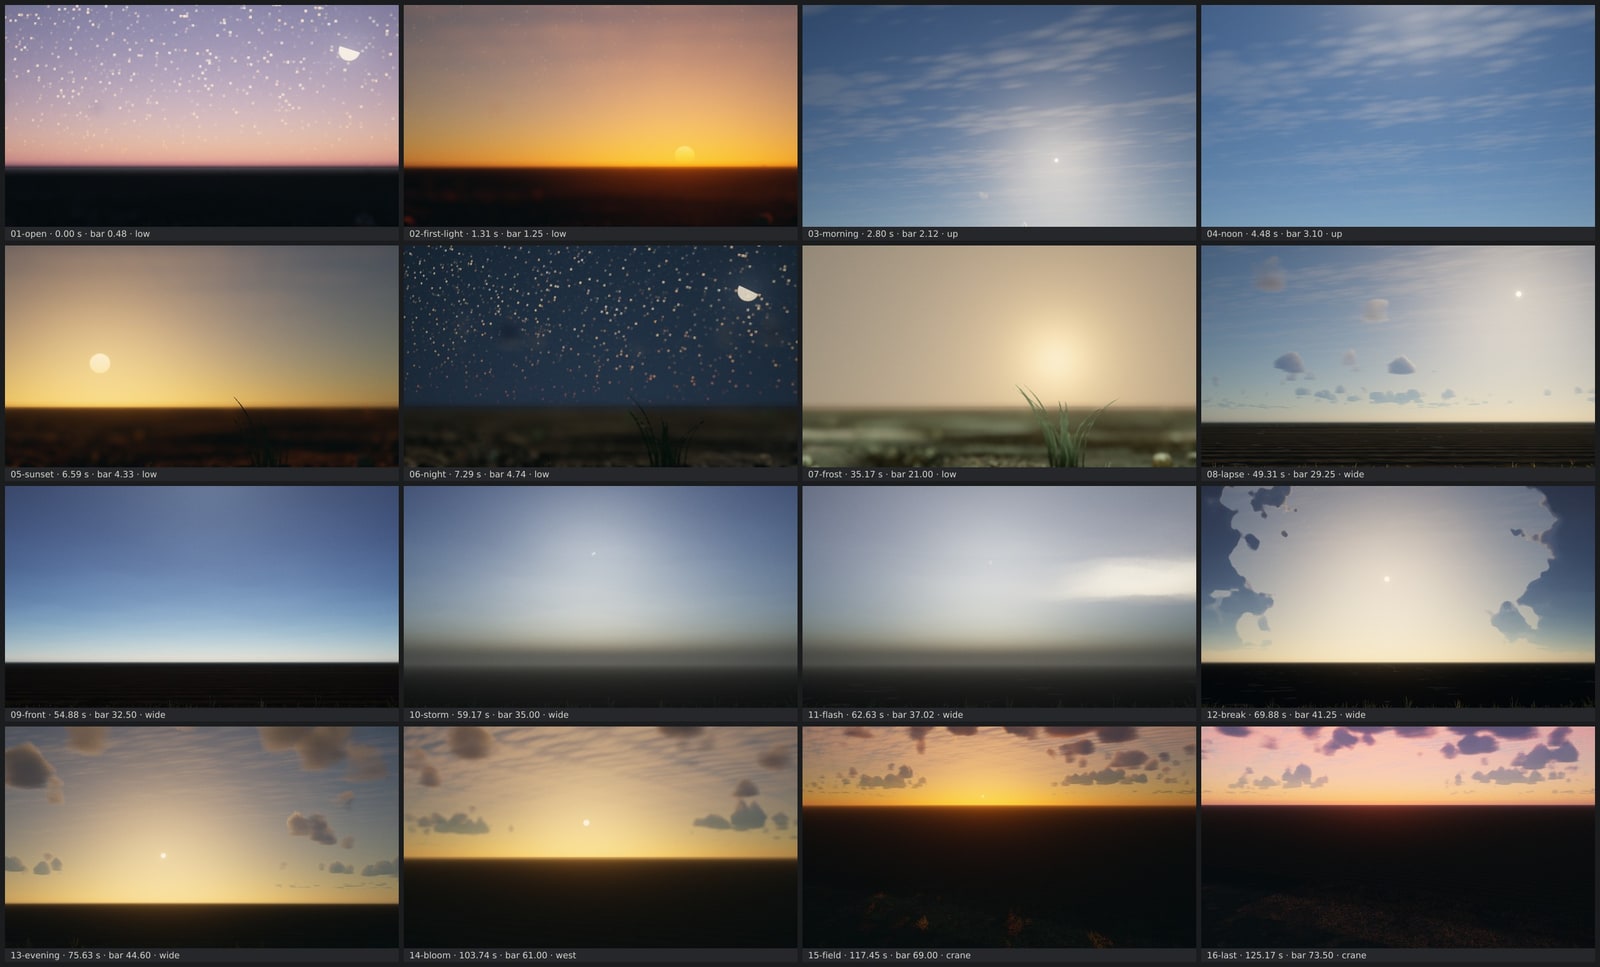 01-open · 0.00 s · bar 0.48 · low
02-first-light · 1.31 s · bar 1.25 · low
03-morning · 2.80 s · bar 2.12 · up
04-noon · 4.48 s · bar 3.10 · up
05-sunset · 6.59 s · bar 4.33 · low
06-night · 7.29 s · bar 4.74 · low
07-frost · 35.17 s · bar 21.00 · low
08-lapse · 49.31 s · bar 29.25 · wide
09-front · 54.88 s · bar 32.50 · wide
10-storm · 59.17 s · bar 35.00 · wide
11-flash · 62.63 s · bar 37.02 · wide
12-break · 69.88 s · bar 41.25 · wide
13-evening · 75.63 s · bar 44.60 · wide
14-bloom · 103.74 s · bar 61.00 · west
15-field · 117.45 s · bar 69.00 · crane
16-last · 125.17 s · bar 73.50 · crane